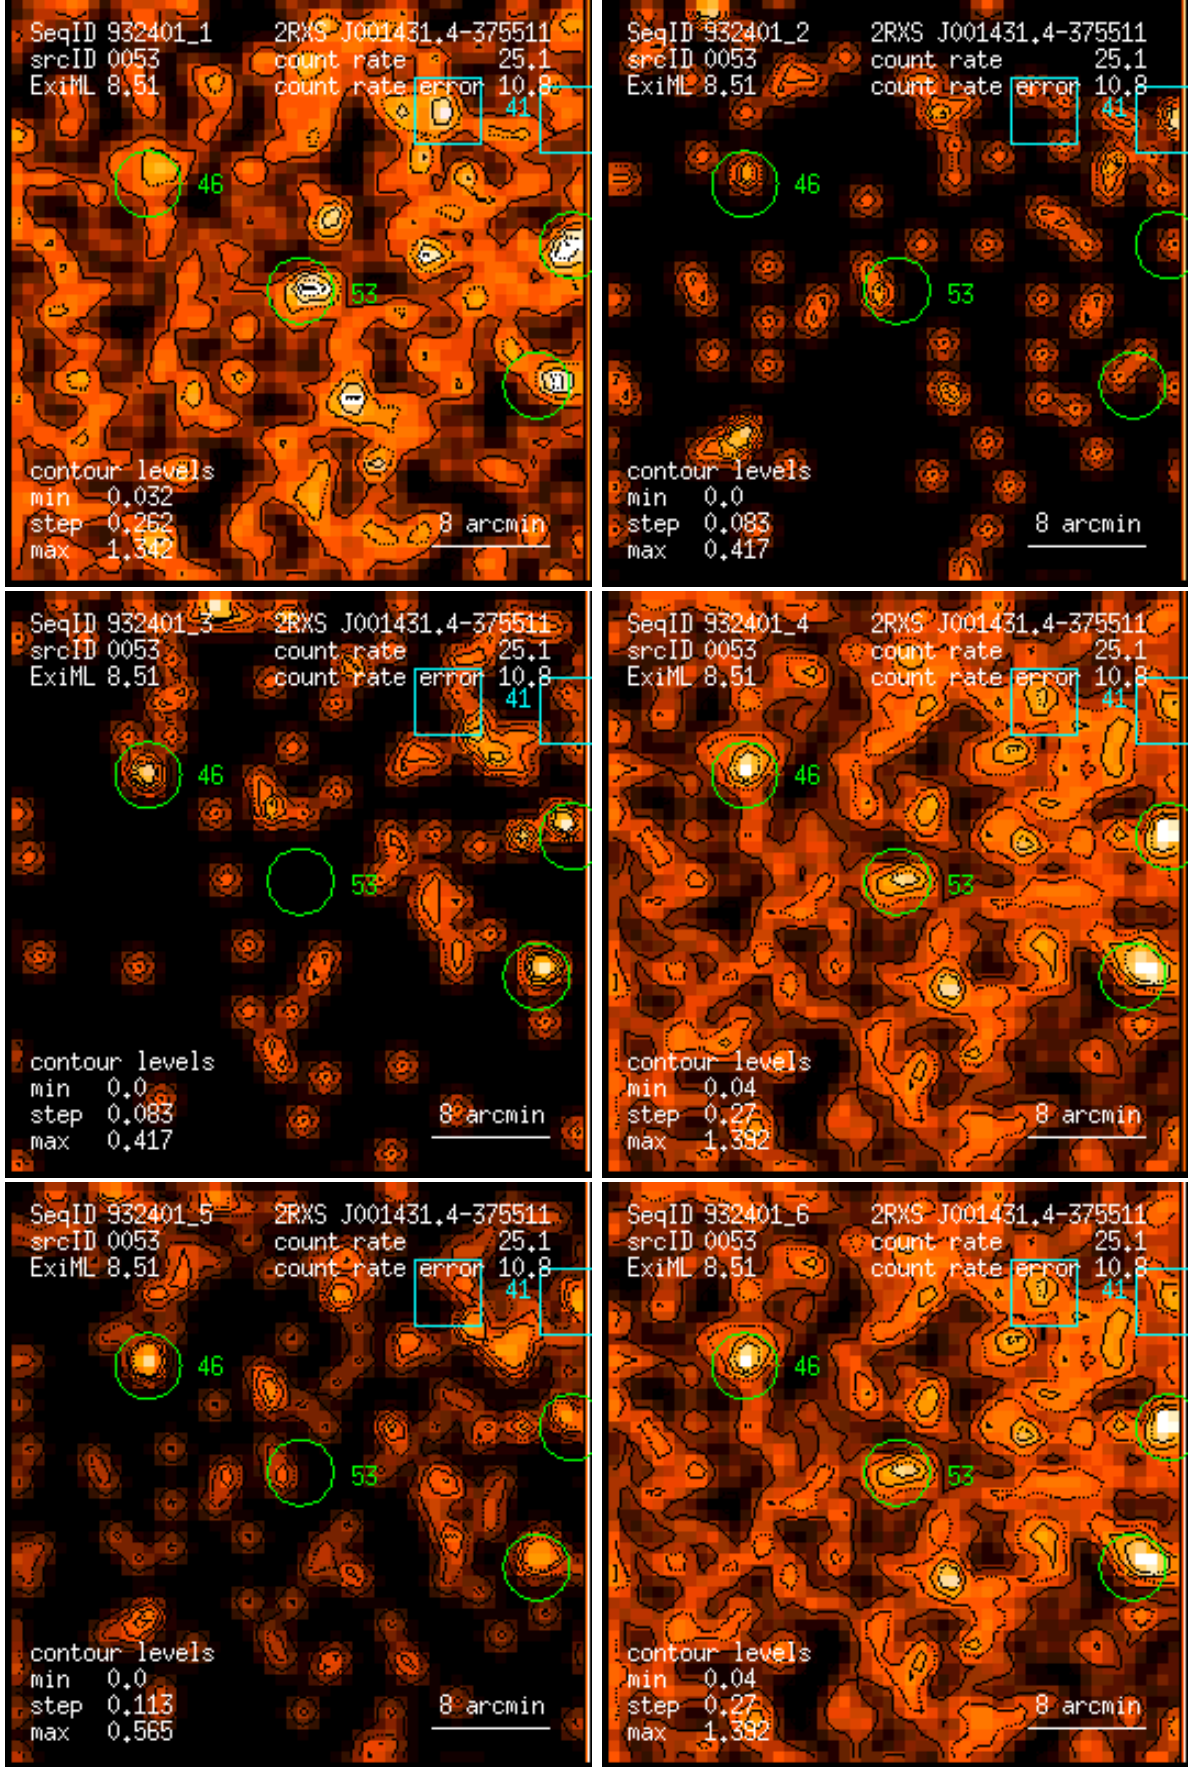 SeqID 932401_1 2RXS J001431.4-375511
srcID 0053 count rate 25.1
ExiML 8.51 count rate error 10.8
41
46
53
contour levels
min 0.032
step 0.262 8 arcmin
max 1.342
SeqID 932401_2 2RXS J001431.4-375511
srcID 0053 count rate 25.1
ExiML 8.51 count rate error 10.8
41
46
53
contour levels
min 0.0
step 0.083 8 arcmin
max 0.417
SeqID 932401_3 2RXS J001431.4-375511
srcID 0053 count rate 25.1
ExiML 8.51 count rate error 10.8
41
46
53
contour levels
min 0.0
step 0.083 8 arcmin
max 0.417
SeqID 932401_4 2RXS J001431.4-375511
srcID 0053 count rate 25.1
ExiML 8.51 count rate error 10.8
41
46
53
contour levels
min 0.04
step 0.27 8 arcmin
max 1.392
SeqID 932401_5 2RXS J001431.4-375511
srcID 0053 count rate 25.1
ExiML 8.51 count rate error 10.8
41
46
53
contour levels
min 0.0
step 0.113 8 arcmin
max 0.565
SeqID 932401_6 2RXS J001431.4-375511
srcID 0053 count rate 25.1
ExiML 8.51 count rate error 10.8
41
46
53
contour levels
min 0.04
step 0.27 8 arcmin
max 1.392